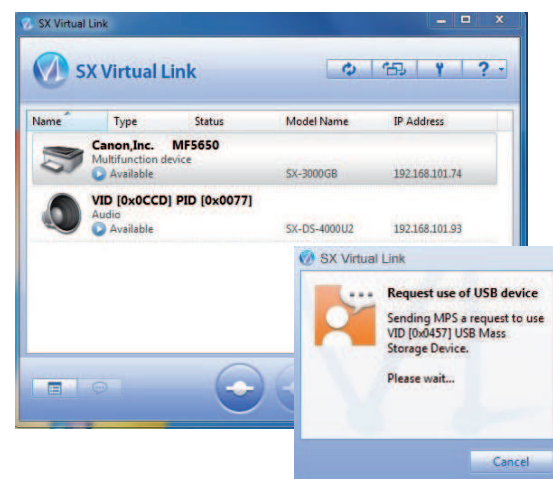 SX Virtual Link
SX Virtual Link
?
Name Type Status Model Name IP Address
Canon,Inc. MF5650
Multifunction device
Available SX-3000GB 192.168.101.74
VID [0x0CCD] PID [0x0077]
Audio
Available SX-DS-4000U2 192.168.101.93
SX Virtual Link
Request use of USB device
Sending MPS a request to use
VID [0x0457] USB Mass
Storage Device.
Please wait...
Cancel